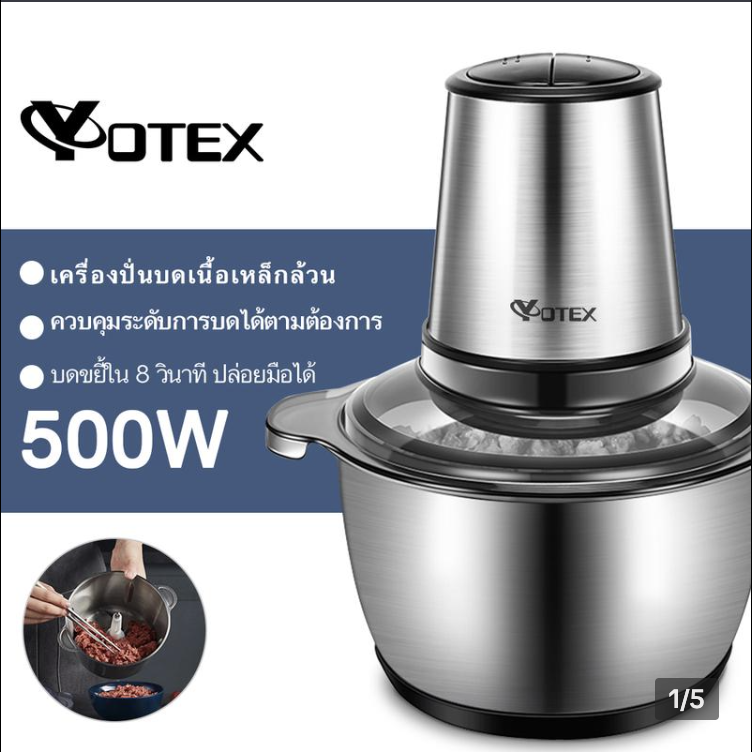 YOTEX
เครื่องปั่นบดเนื้อเหล็กล้วน
ควบคุมระดับการบดได้ตามต้องการ
บดขยี้ใน 8 วินาที ปล่อยมือได้
500W
YOTEX
1/5